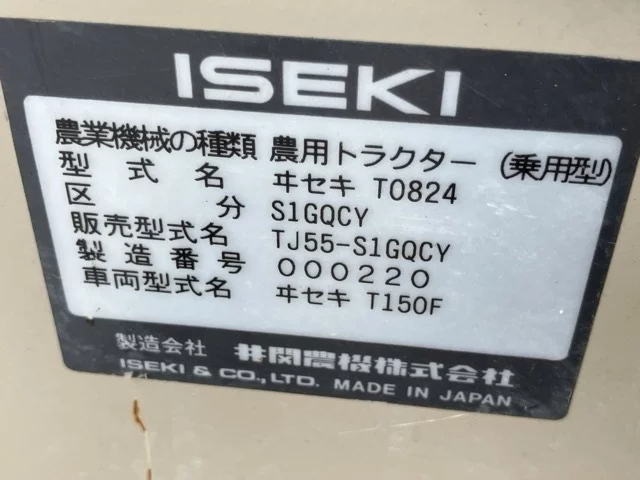 ISEKI
農業機械の種類 農用トラクター（乗用型）
型式名 ヰセキ T0824
区分 S1GQCY
販売型式名 TJ55-S1GQCY
製造番号 000220
車両型式名 ヰセキ T150F
製造会社 井関農機株式会社
ISEKI & CO., LTD. MADE IN JAPAN